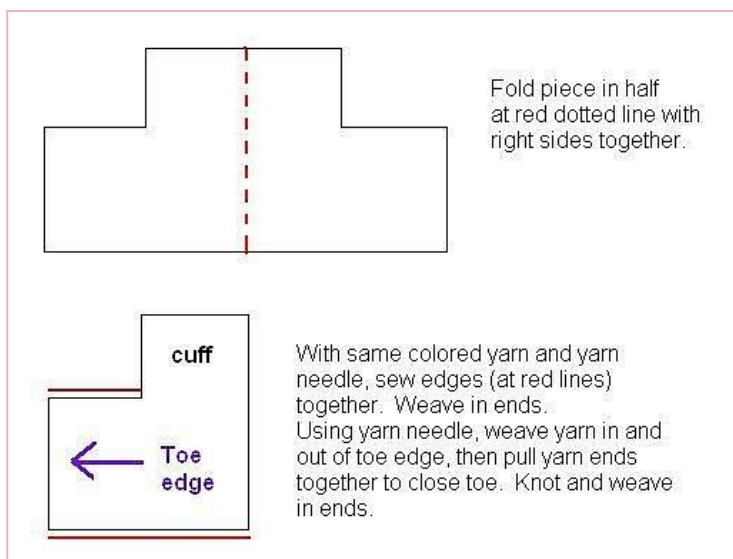 Fold piece in half
at red dotted line with
right sides together.
cuff
Toe
edge
With same colored yarn and yarn
needle, sew edges (at red lines)
together.  Weave in ends.
Using yarn needle, weave yarn in and
out of toe edge, then pull yarn ends
together to close toe.  Knot and weave
in ends.